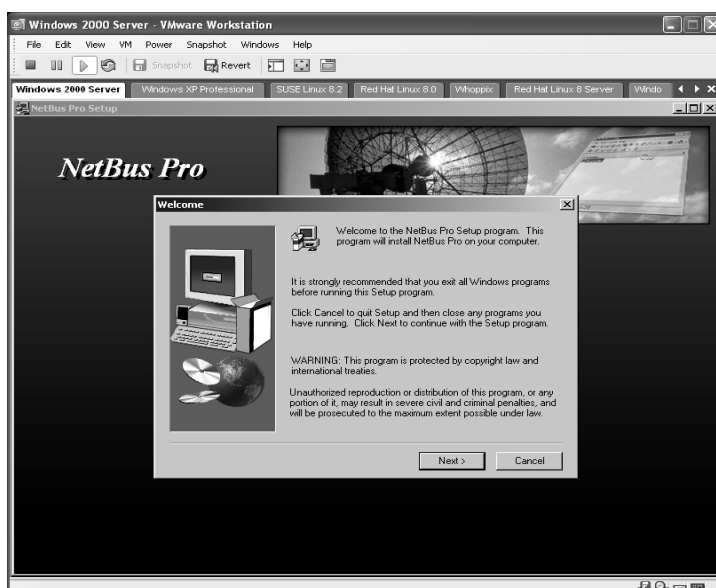 Windows 2000 Server - VMware Workstation
File Edit View VM Power Snapshot Windows Help
Snapshot Revert
Windows 2000 Server Windows XP Professional SUSE Linux 8.2 Red Hat Linux 8.0 Whoppix Red Hat Linux 8 Server Windo
NetBus Pro Setup
NetBus Pro
Welcome
Welcome to the NetBus Pro Setup program. This
program will install NetBus Pro on your computer.
It is strongly recommended that you exit all Windows programs
before running this Setup program.
Click Cancel to quit Setup and then close any programs you
have running. Click Next to continue with the Setup program.
WARNING: This program is protected by copyright law and
international treaties.
Unauthorized reproduction or distribution of this program, or any
portion of it, may result in severe civil and criminal penalties, and
will be prosecuted to the maximum extent possible under law.
Next > Cancel